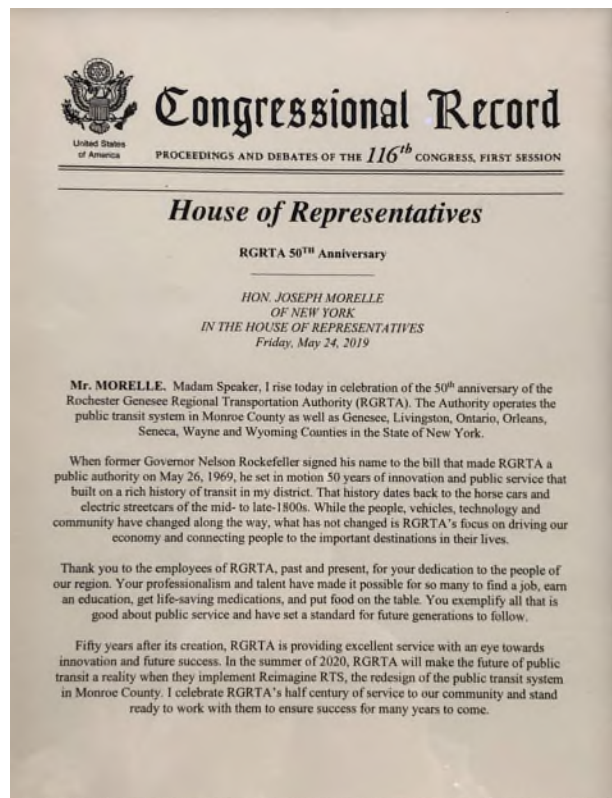 Congressional Record
United States
of America
PROCEEDINGS AND DEBATES OF THE 116th CONGRESS, FIRST SESSION
House of Representatives
RGRTA 50TH Anniversary
HON. JOSEPH MORELLE
OF NEW YORK
IN THE HOUSE OF REPRESENTATIVES
Friday, May 24, 2019
Mr. MORELLE. Madam Speaker, I rise today in celebration of the 50th anniversary of the
Rochester Genesee Regional Transportation Authority (RGRTA). The Authority operates the
public transit system in Monroe County as well as Genesee, Livingston, Ontario, Orleans,
Seneca, Wayne and Wyoming Counties in the State of New York.
When former Governor Nelson Rockefeller signed his name to the bill that made RGRTA a
public authority on May 26, 1969, he set in motion 50 years of innovation and public service that
built on a rich history of transit in my district. That history dates back to the horse cars and
electric streetcars of the mid- to late-1800s. While the people, vehicles, technology and
community have changed along the way, what has not changed is RGRTA's focus on driving our
economy and connecting people to the important destinations in their lives.
Thank you to the employees of RGRTA, past and present, for your dedication to the people of
our region. Your professionalism and talent have made it possible for so many to find a job, earn
an education, get life-saving medications, and put food on the table. You exemplify all that is
good about public service and have set a standard for future generations to follow.
Fifty years after its creation, RGRTA is providing excellent service with an eye towards
innovation and future success. In the summer of 2020, RGRTA will make the future of public
transit a reality when they implement Reimagine RTS, the redesign of the public transit system
in Monroe County. I celebrate RGRTA's half century of service to our community and stand
ready to work with them to ensure success for many years to come.